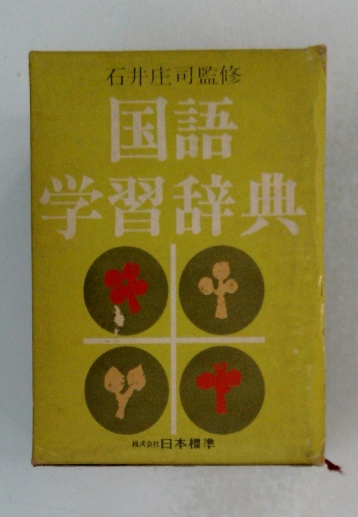 石井庄司監修
国語
学習辞典
株式会社日本標準